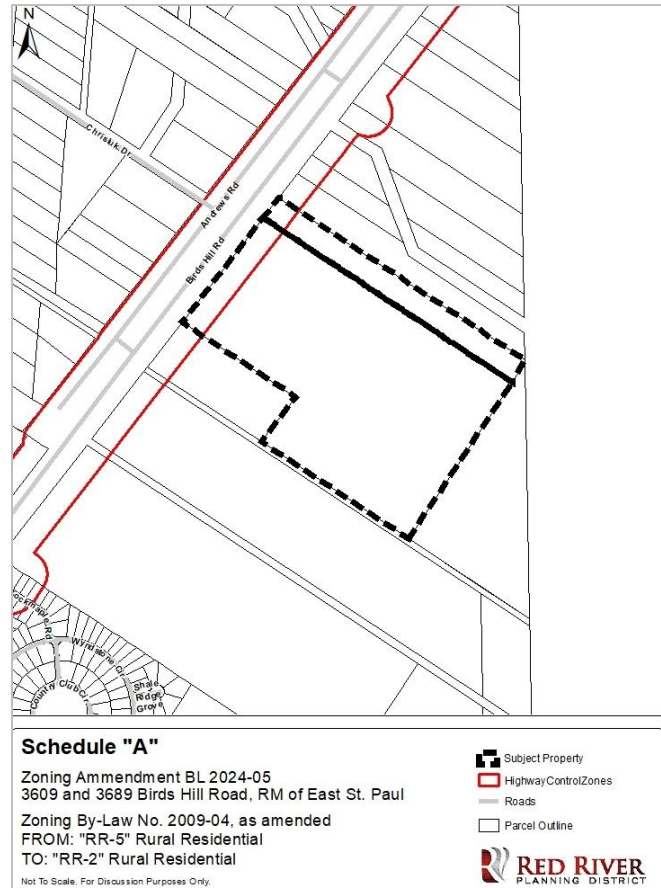 N
Christuk Dr
Andrews Rd
Birds Hill Rd
Wyndstone Cir
Country Club Cir
Shale
Ridge
Grove
Schedule "A"
Zoning Ammendment BL 2024-05
3609 and 3689 Birds Hill Road, RM of East St. Paul
Zoning By-Law No. 2009-04, as amended
FROM: "RR-5" Rural Residential
TO: "RR-2" Rural Residential
Not To Scale. For Discussion Purposes Only.
Subject Property
HighwayControlZones
Roads
Parcel Outline
RED RIVER
PLANNING DISTRICT